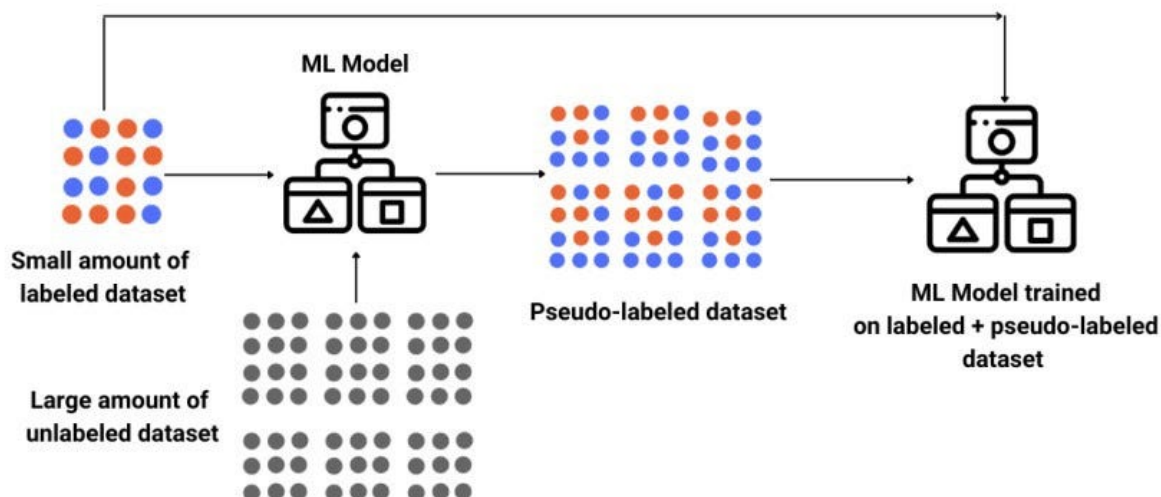 ML Model
Small amount of
labeled dataset
Pseudo-labeled dataset
ML Model trained
on labeled + pseudo-labeled
dataset
Large amount of
unlabeled dataset